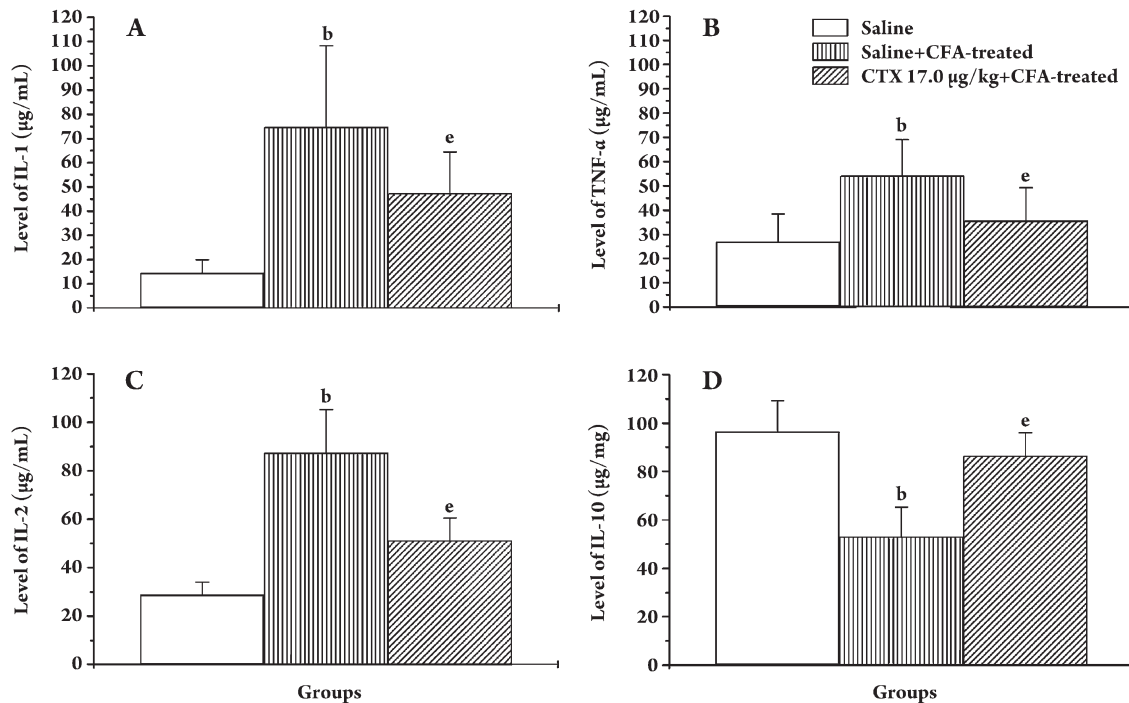 A
Level of IL-1 (μg/mL)
120
110
100
90
80
70
60
50
40
30
20
10
0
b
e
B
Level of TNF-α (μg/mL)
120
110
100
90
80
70
60
50
40
30
20
10
0
b
e
Saline
Saline+CFA-treated
CTX 17.0 μg/kg+CFA-treated
C
Level of IL-2 (μg/mL)
120
100
80
60
40
20
0
b
e
Groups
D
Level of IL-10 (μg/mg)
120
100
80
60
40
20
0
b
e
Groups